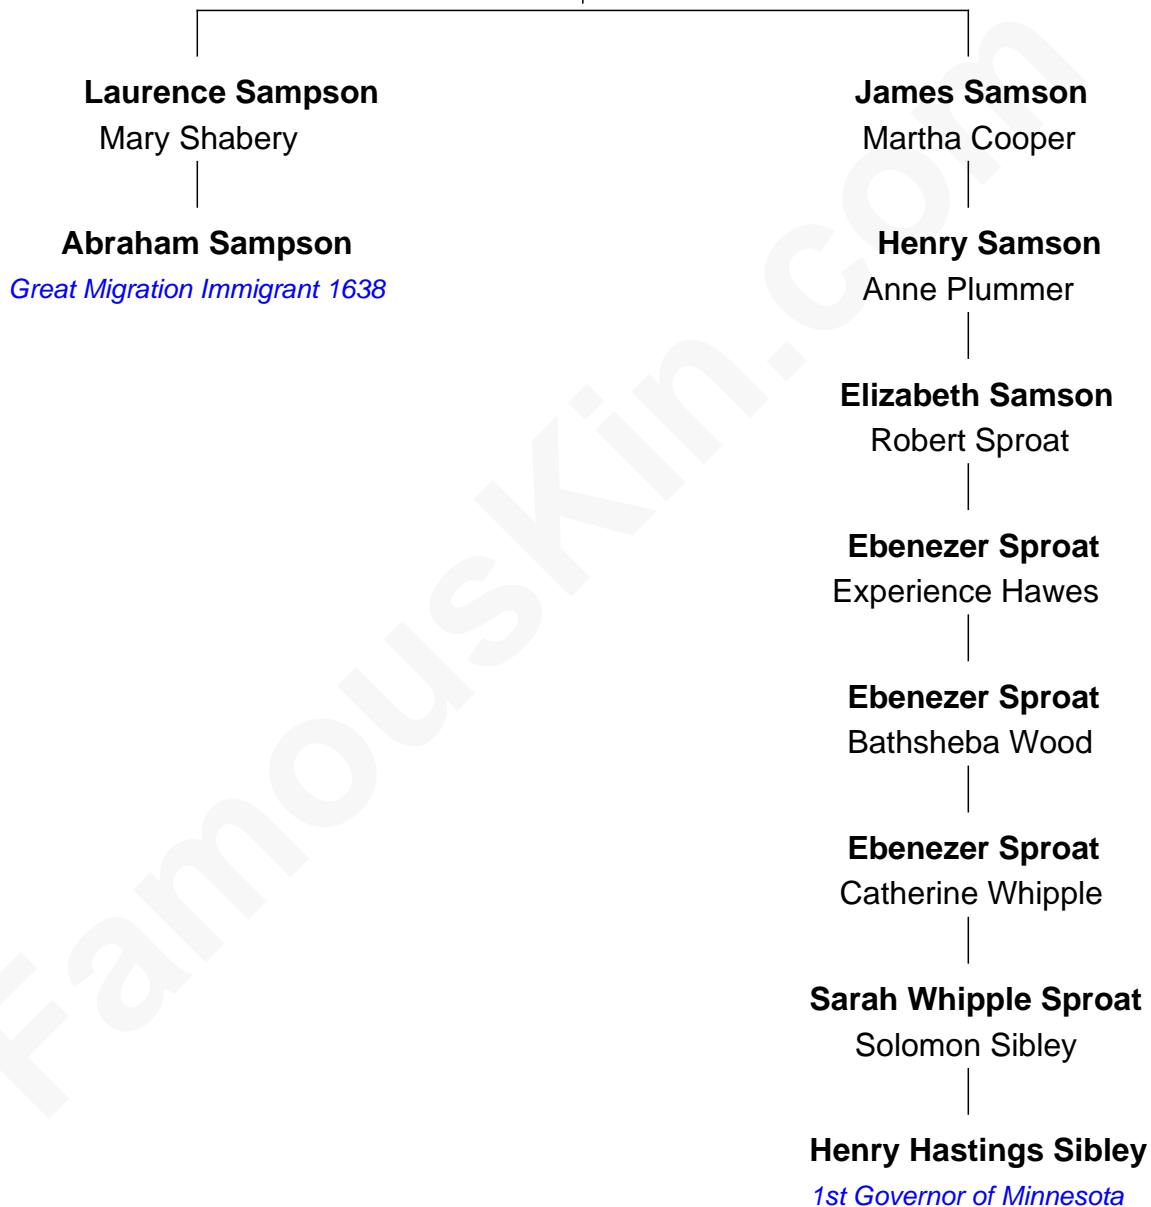 Laurence Sampson
Mary Shabery
Abraham Sampson
Great Migration Immigrant 1638
James Samson
Martha Cooper
Henry Samson
Anne Plummer
Elizabeth Samson
Robert Sproat
Ebenezer Sproat
Experience Hawes
Ebenezer Sproat
Bathsheba Wood
Ebenezer Sproat
Catherine Whipple
Sarah Whipple Sproat
Solomon Sibley
Henry Hastings Sibley
1st Governor of Minnesota
FamousKin.com